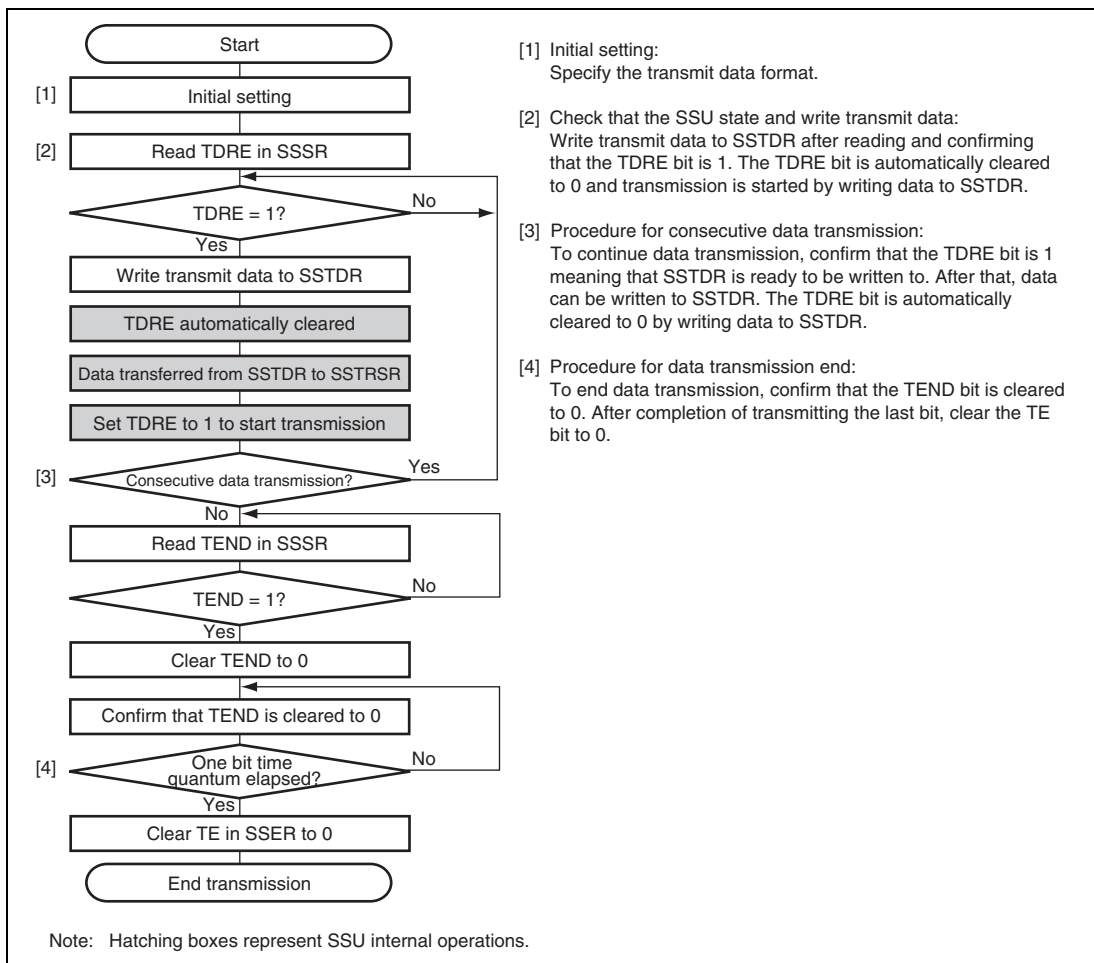 Start
[1] Initial setting
[2] Read TDRE in SSSR
TDRE = 1?
No
Yes
Write transmit data to SSTDR
TDRE automatically cleared
Data transferred from SSTDR to SSTRSR
Set TDRE to 1 to start transmission
[3] Consecutive data transmission?
Yes
No
Read TEND in SSSR
TEND = 1?
No
Yes
Clear TEND to 0
Confirm that TEND is cleared to 0
[4] One bit time
quantum elapsed?
No
Yes
Clear TE in SSER to 0
End transmission
[1] Initial setting:
Specify the transmit data format.
[2] Check that the SSU state and write transmit data:
Write transmit data to SSTDR after reading and confirming
that the TDRE bit is 1. The TDRE bit is automatically cleared
to 0 and transmission is started by writing data to SSTDR.
[3] Procedure for consecutive data transmission:
To continue data transmission, confirm that the TDRE bit is 1
meaning that SSTDR is ready to be written to. After that, data
can be written to SSTDR. The TDRE bit is automatically
cleared to 0 by writing data to SSTDR.
[4] Procedure for data transmission end:
To end data transmission, confirm that the TEND bit is cleared
to 0. After completion of transmitting the last bit, clear the TE
bit to 0.
Note: Hatching boxes represent SSU internal operations.